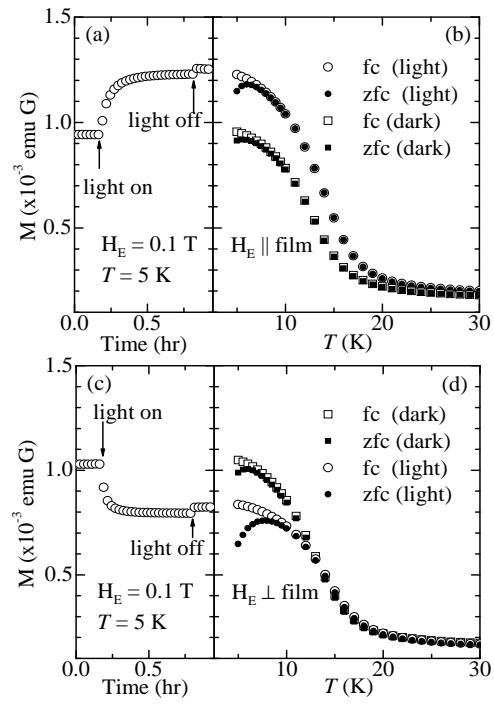 (a)
(b)
1.5
1.0
0.5
M (x10⁻³ emu G)
light on
light off
H_E = 0.1 T
T = 5 K
0.0 0.5
Time (hr)
fc (light)
zfc (light)
fc (dark)
zfc (dark)
H_E || film
10 20 30
T (K)
(c)
(d)
1.5
1.0
0.5
M (x10⁻³ emu G)
light on
light off
H_E = 0.1 T
T = 5 K
0.0 0.5
Time (hr)
fc (dark)
zfc (dark)
fc (light)
zfc (light)
H_E ⊥ film
10 20 30
T (K)